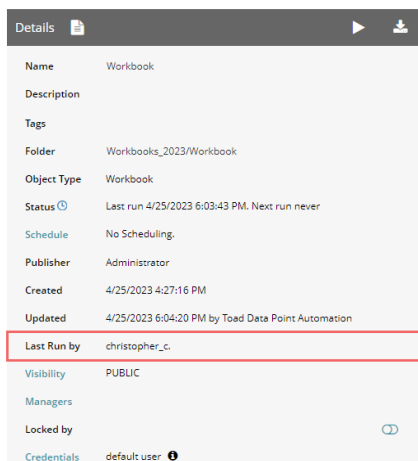 Details
Name Workbook
Description
Tags
Folder Workbooks_2023/Workbook
Object Type Workbook
Status Last run 4/25/2023 6:03:43 PM. Next run never
Schedule No Scheduling.
Publisher Administrator
Created 4/25/2023 4:27:16 PM
Updated 4/25/2023 6:04:20 PM by Toad Data Point Automation
Last Run by christopher_c.
Visibility PUBLIC
Managers
Locked by
Credentials default user